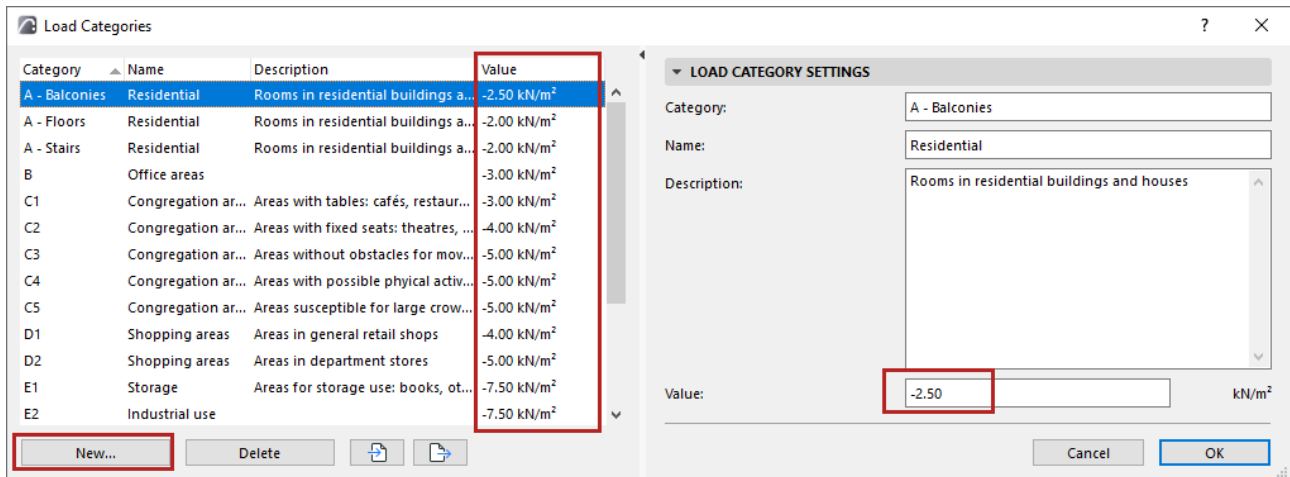 Load Categories
?
Category Name Description Value
A - Balconies Residential Rooms in residential buildings a... -2.50 kN/m²
A - Floors Residential Rooms in residential buildings a... -2.00 kN/m²
A - Stairs Residential Rooms in residential buildings a... -2.00 kN/m²
B Office areas -3.00 kN/m²
C1 Congregation ar... Areas with tables: cafés, restaur... -3.00 kN/m²
C2 Congregation ar... Areas with fixed seats: theatres, ... -4.00 kN/m²
C3 Congregation ar... Areas without obstacles for mov... -5.00 kN/m²
C4 Congregation ar... Areas with possible phyical activ... -5.00 kN/m²
C5 Congregation ar... Areas susceptible for large crow... -5.00 kN/m²
D1 Shopping areas Areas in general retail shops -4.00 kN/m²
D2 Shopping areas Areas in department stores -5.00 kN/m²
E1 Storage Areas for storage use: books, ot... -7.50 kN/m²
E2 Industrial use -7.50 kN/m²
New... Delete
LOAD CATEGORY SETTINGS
Category: A - Balconies
Name: Residential
Description: Rooms in residential buildings and houses
Value: -2.50 kN/m²
Cancel OK